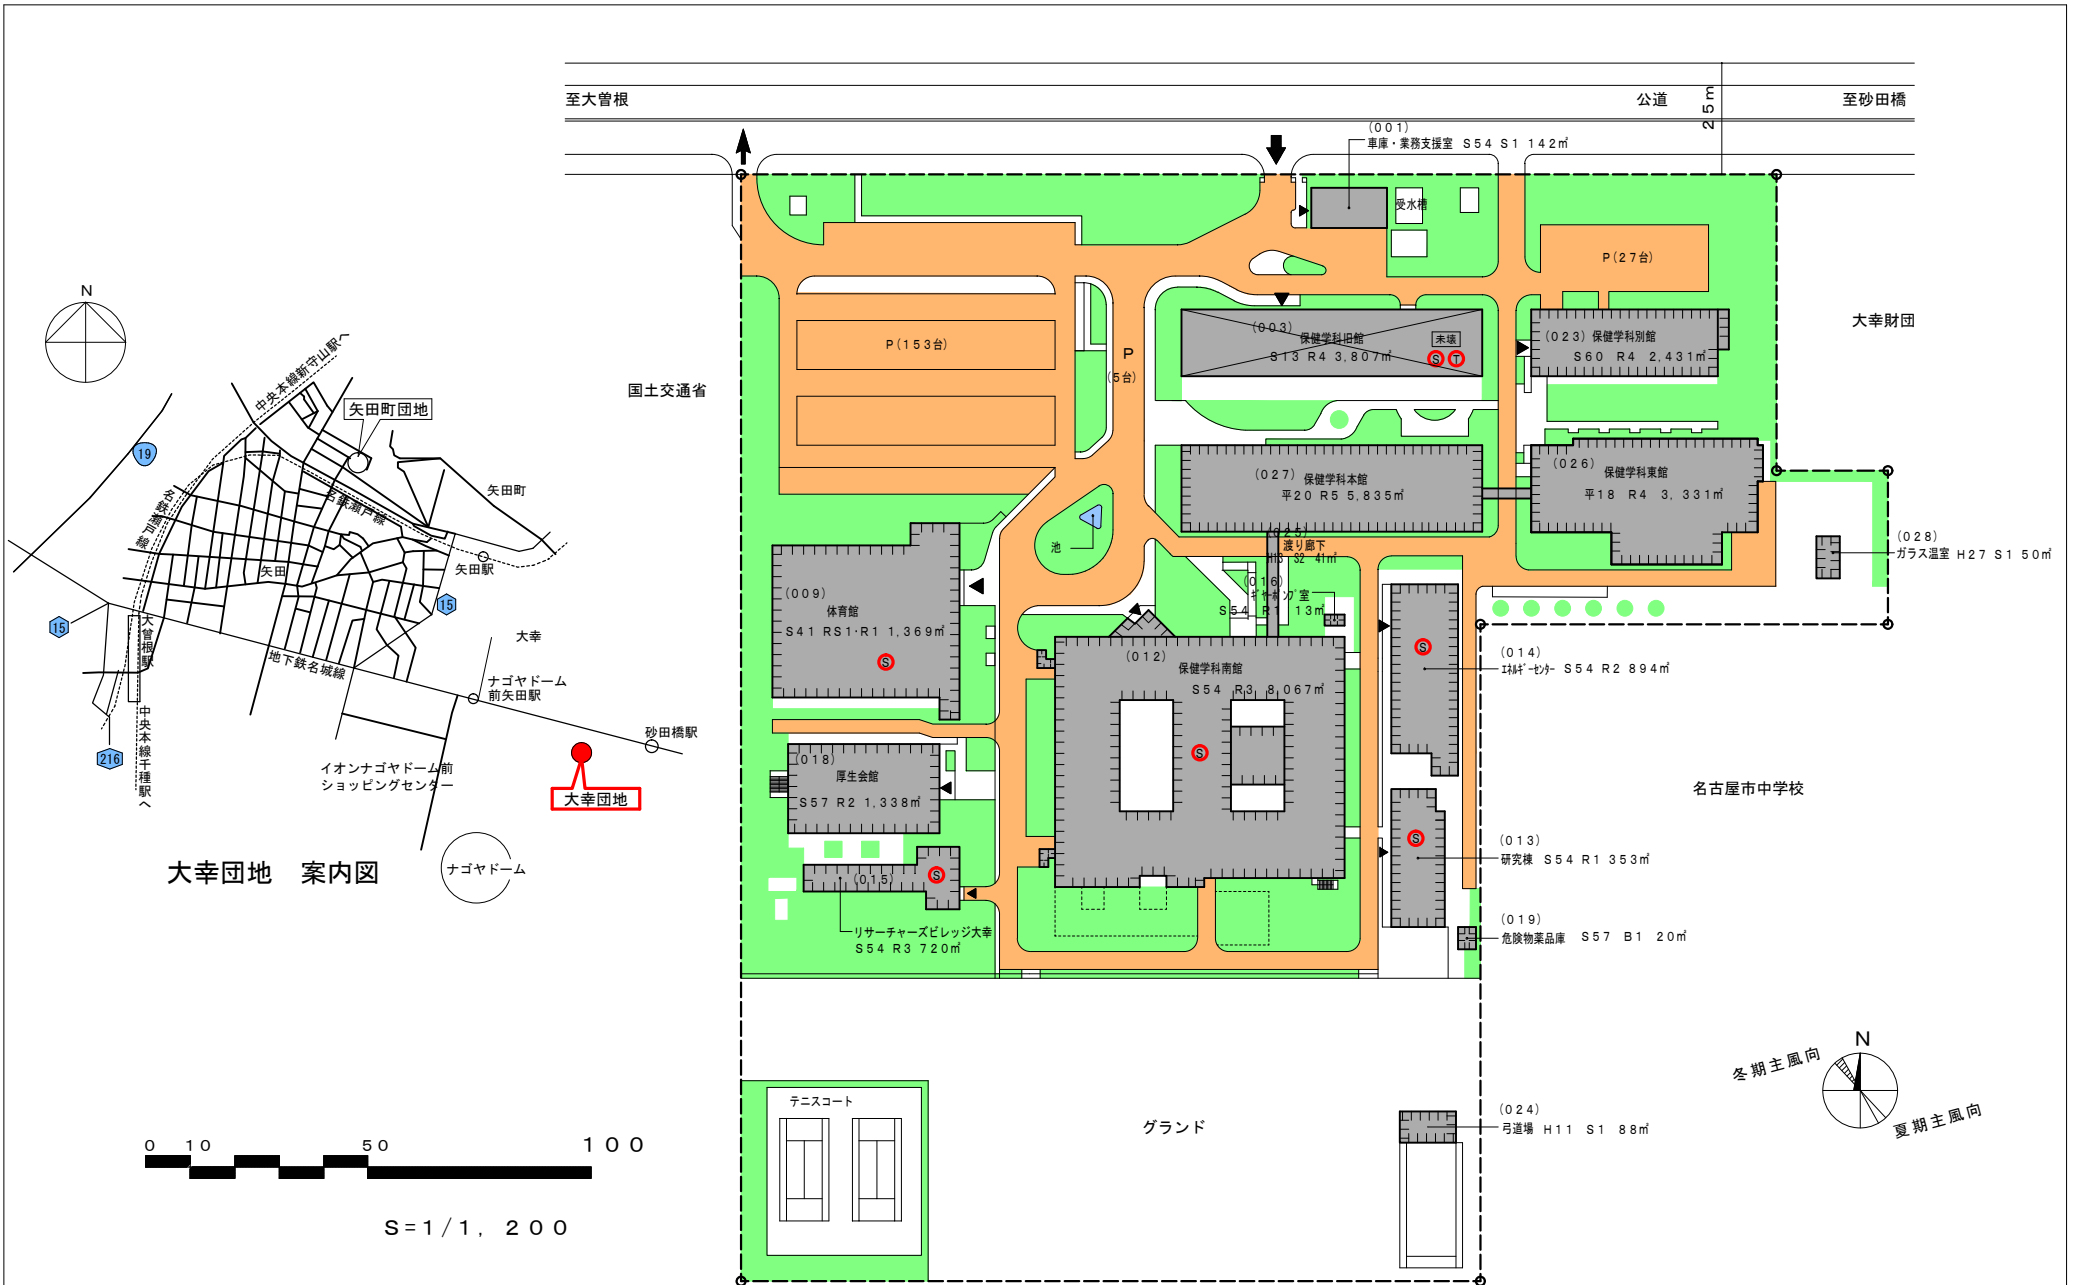 至大曽根
公道
25m
至砂田橋
(001)
車庫・業務支援室 S54 S1 142㎡
受水槽
P(27台)
大幸財団
N
国土交通省
P(153台)
P
(5台)
(003)
保健学科旧館
未壊
S13 R4 3,807㎡
S
T
(023) 保健学科別館
S60 R4 2,431㎡
中央本線新守山駅へ
矢田町団地
19
名鉄瀬戸線
名鉄瀬戸線
矢田町
矢田
矢田駅
15
15
大曽根駅
地下鉄名城線
大幸
ナゴヤドーム
前矢田駅
砂田橋駅
中央本線千種駅へ
216
イオンナゴヤドーム前
ショッピングセンター
大幸団地
ナゴヤドーム
大幸団地 案内図
(027) 保健学科本館
平20 R5 5,835㎡
(026) 保健学科東館
平18 R4 3,331㎡
(028)
ガラス温室 H27 S1 50㎡
池
(025)
渡り廊下
H13 S2 41㎡
(016)
ギヤポンプ室
S54 R1 13㎡
(009)
体育館
S41 RS1･R1 1,369㎡
S
(012)
保健学科南館
S54 R3 8,067㎡
S
(014)
エネルギーセンター S54 R2 894㎡
S
(018)
厚生会館
S57 R2 1,338㎡
名古屋市中学校
(013)
研究棟 S54 R1 353㎡
S
(015)
S
リサーチャーズビレッジ大幸
S54 R3 720㎡
(019)
危険物薬品庫 S57 B1 20㎡
テニスコート
グランド
(024)
弓道場 H11 S1 88㎡
N
冬期主風向
夏期主風向
0 10 50 100
S=1/1,200